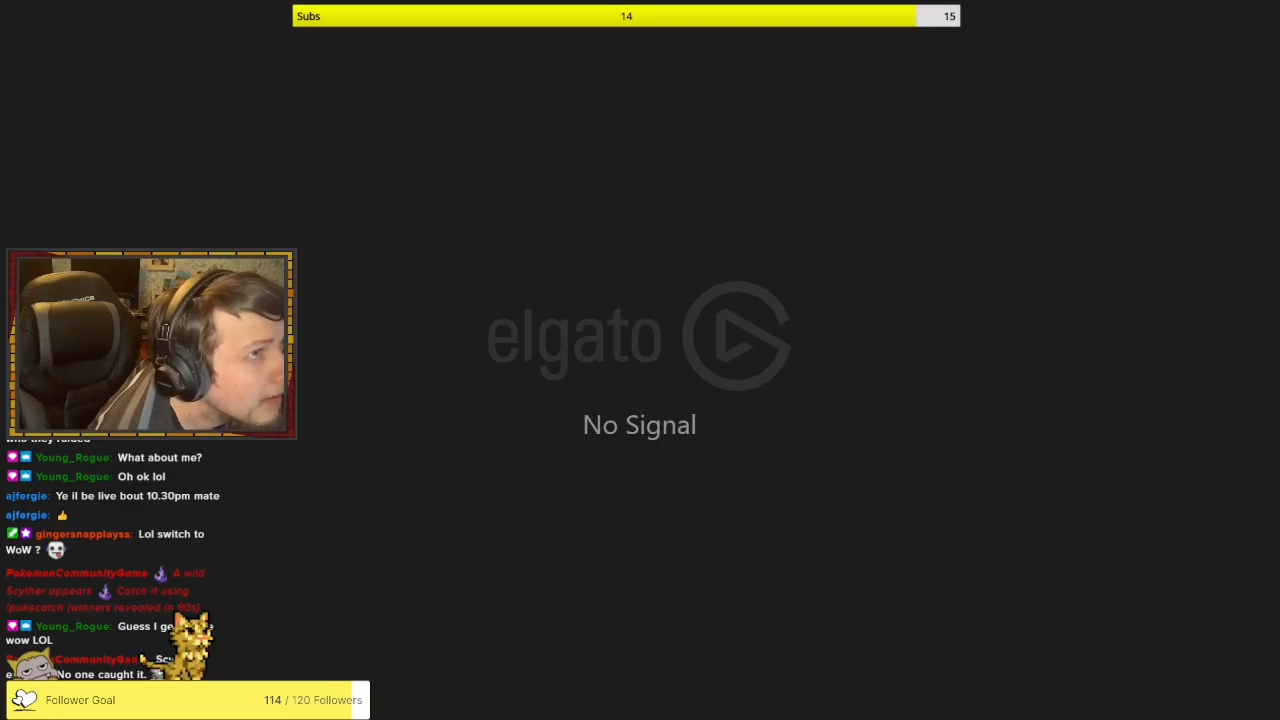 Subs 14 15
elgato
No Signal
Young_Rogue: What about me?
Young_Rogue: Oh ok lol
ajfergie: Ye il be live bout 10.30pm mate
ajfergie:
gingersnapplayss: Lol switch to
WoW ?
PokemonCommunityGame A wild
Scyther appears Catch it using
!pokecatch (winners revealed in 90s)
Young_Rogue: Guess I
wow LOL
No one caught it.
Follower Goal 114 / 120 Followers